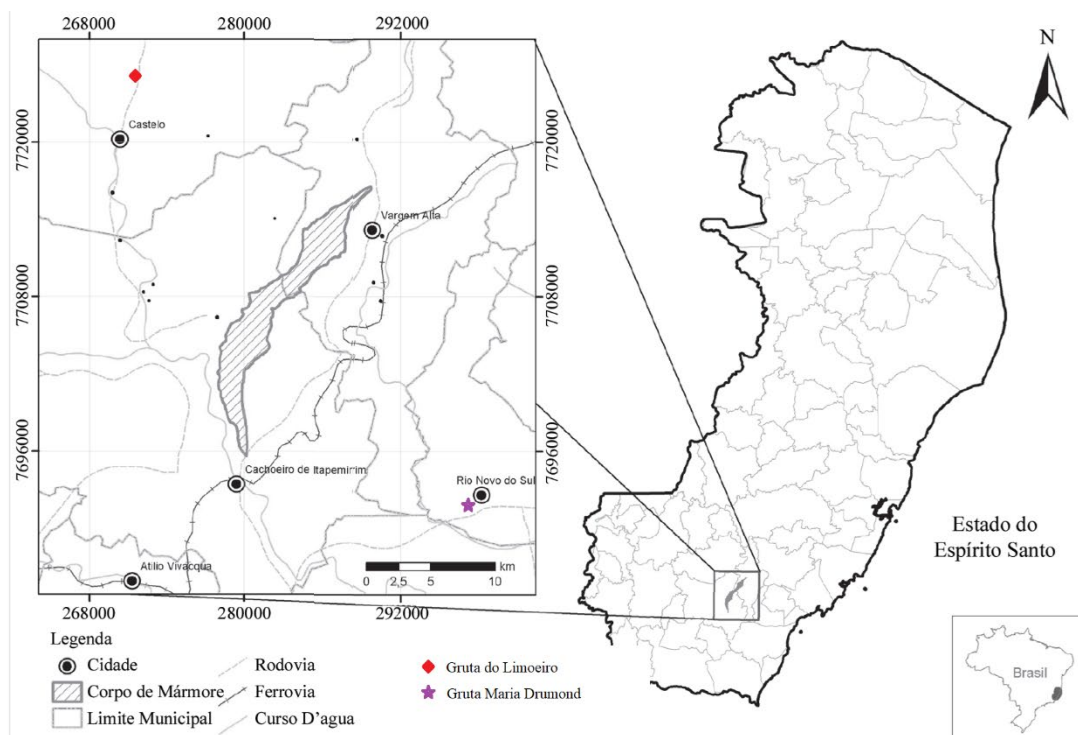 268000
280000
292000
7720000
7720000
Castelo
Vargem Alta
7708000
7708000
7696000
7696000
Cachoeiro de Itapemirim
Rio Novo do Sul
Atilio Vivacqua
km
0 2,5 5 10
268000
280000
292000
N
Estado do
Espírito Santo
Brasil
Legenda
Cidade
Corpo de Mármore
Limite Municipal
Rodovia
Ferrovia
Curso D'agua
Gruta do Limoeiro
Gruta Maria Drumond